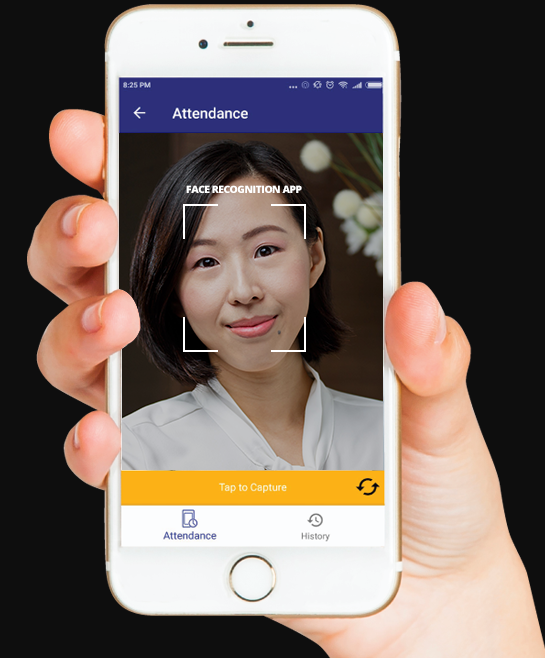 8:25 PM
Attendance
FACE RECOGNITION APP
Tap to Capture
Attendance
History